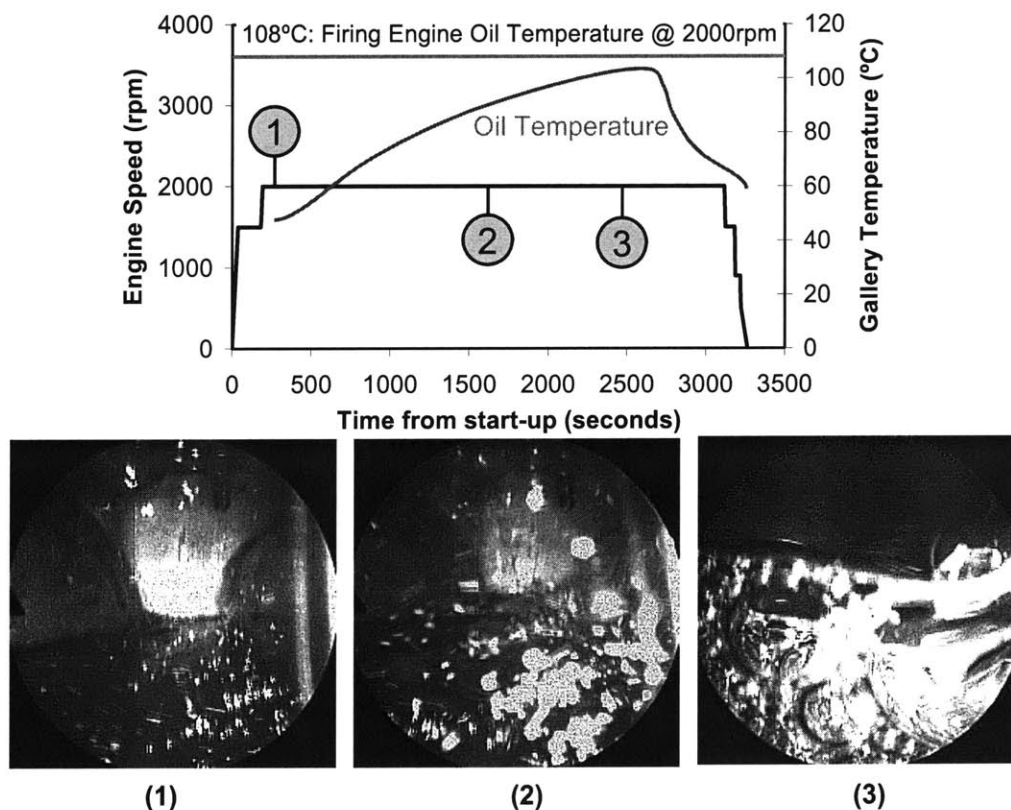 108ºC: Firing Engine Oil Temperature @ 2000rpm
Engine Speed (rpm)
4000
3000
2000
1000
0
Oil Temperature
1
2
3
120
100
80
60
40
20
0
Gallery Temperature (ºC)
0 500 1000 1500 2000 2500 3000 3500
Time from start-up (seconds)
(1) (2) (3)